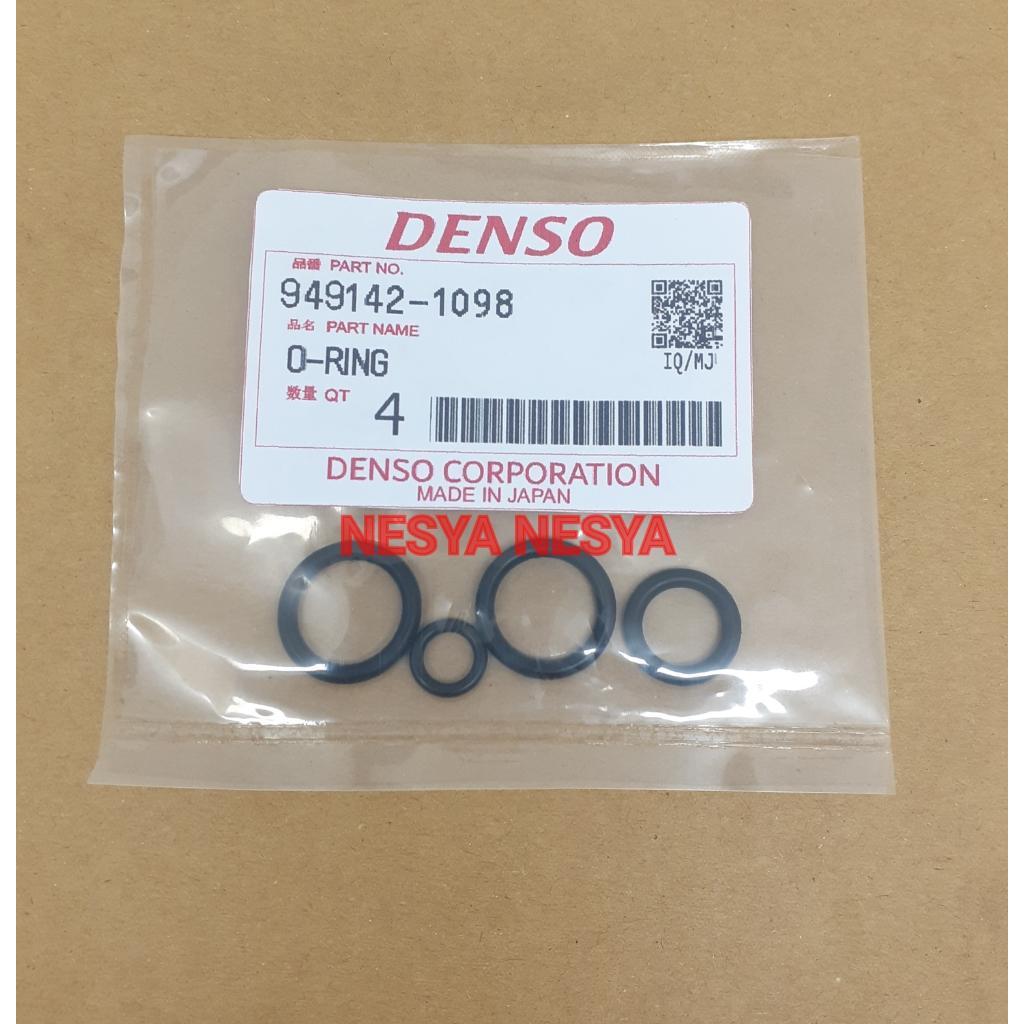 DENSO
品番 PART NO.
949142-1098
品名 PART NAME
O-RING
IQ/MJ
数量 QT 4
DENSO CORPORATION
MADE IN JAPAN
NESYA NESYA